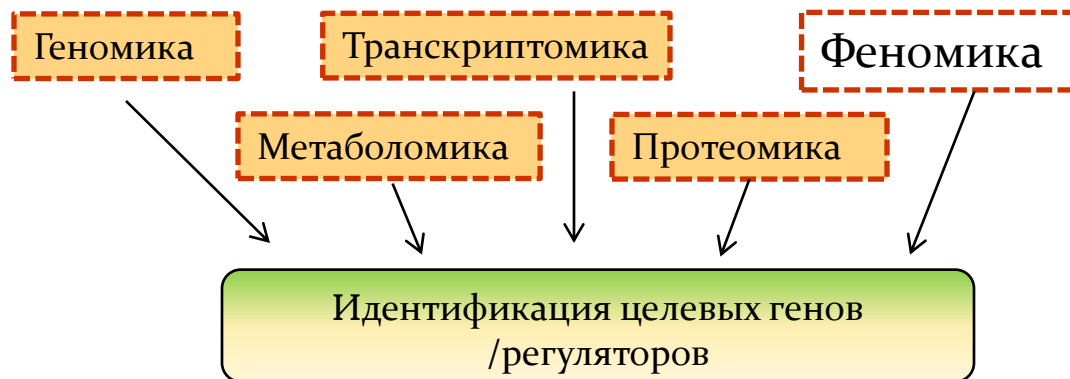 Геномика
Транскриптомика
Феномика
Метаболомика
Протеомика
Идентификация целевых генов
/регуляторов